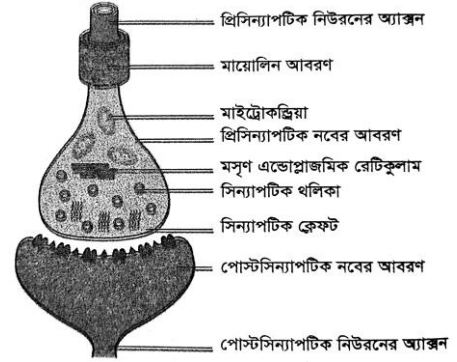 প্রিসিন্যাপটিক নিউরনের অ্যাক্সন
মায়োলিন আবরণ
মাইট্রোকন্ড্রিয়া
প্রিসিন্যাপটিক নবের আবরণ
মসৃণ এন্ডোপ্লাজমিক রেটিকুলাম
সিন্যাপটিক থলিকা
সিন্যাপটিক ক্লেফট
পোস্টসিন্যাপটিক নবের আবরণ
পোস্টসিন্যাপটিক নিউরনের অ্যাক্সন